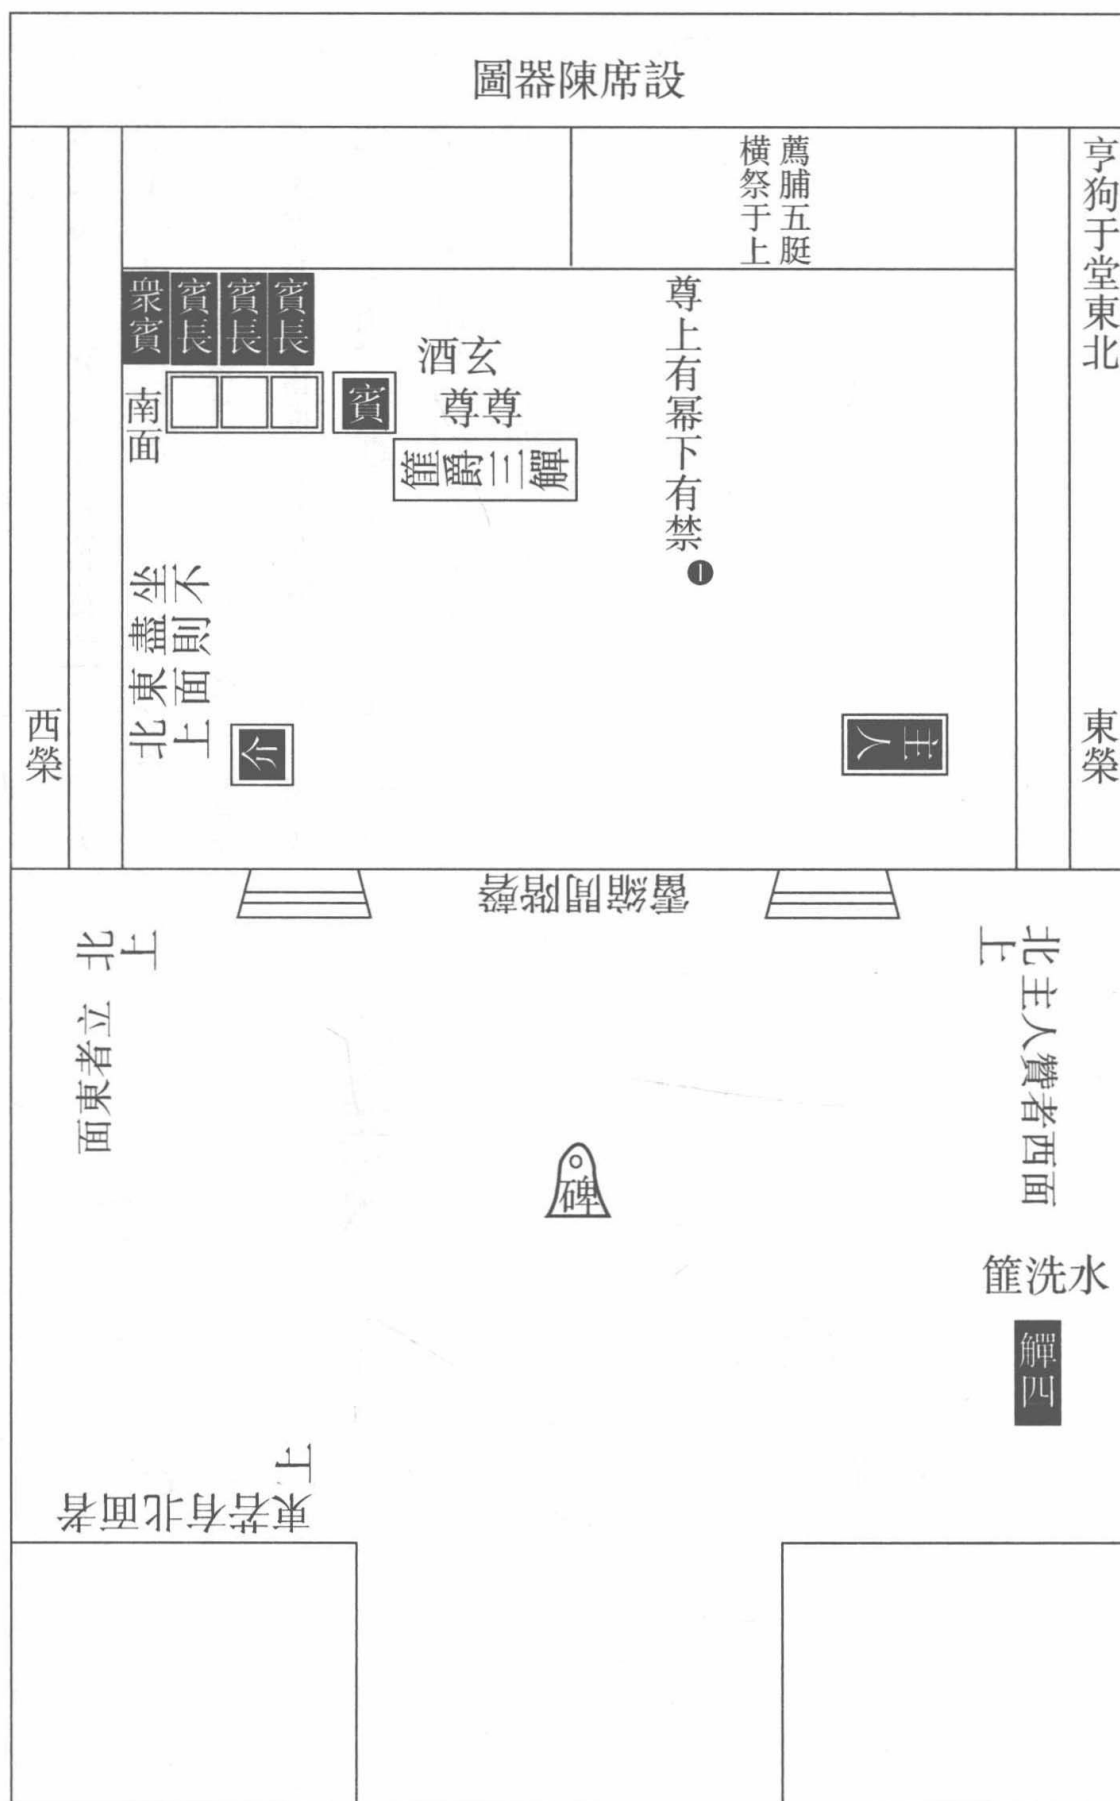 設席陳器圖
亨狗于堂東北
東榮
薦脯五脡
橫祭于上
尊上有冪下有禁❶
玄酒
尊尊
篚爵三觶
賓
賓長
賓長
賓長
衆賓
南面
坐不
盡則
東面
北上
介
主人
西榮
磬階閒縮霤
主人贊者西面
北上
立者東面
北上
碑
水洗篚
觶四
若有北面者東
上